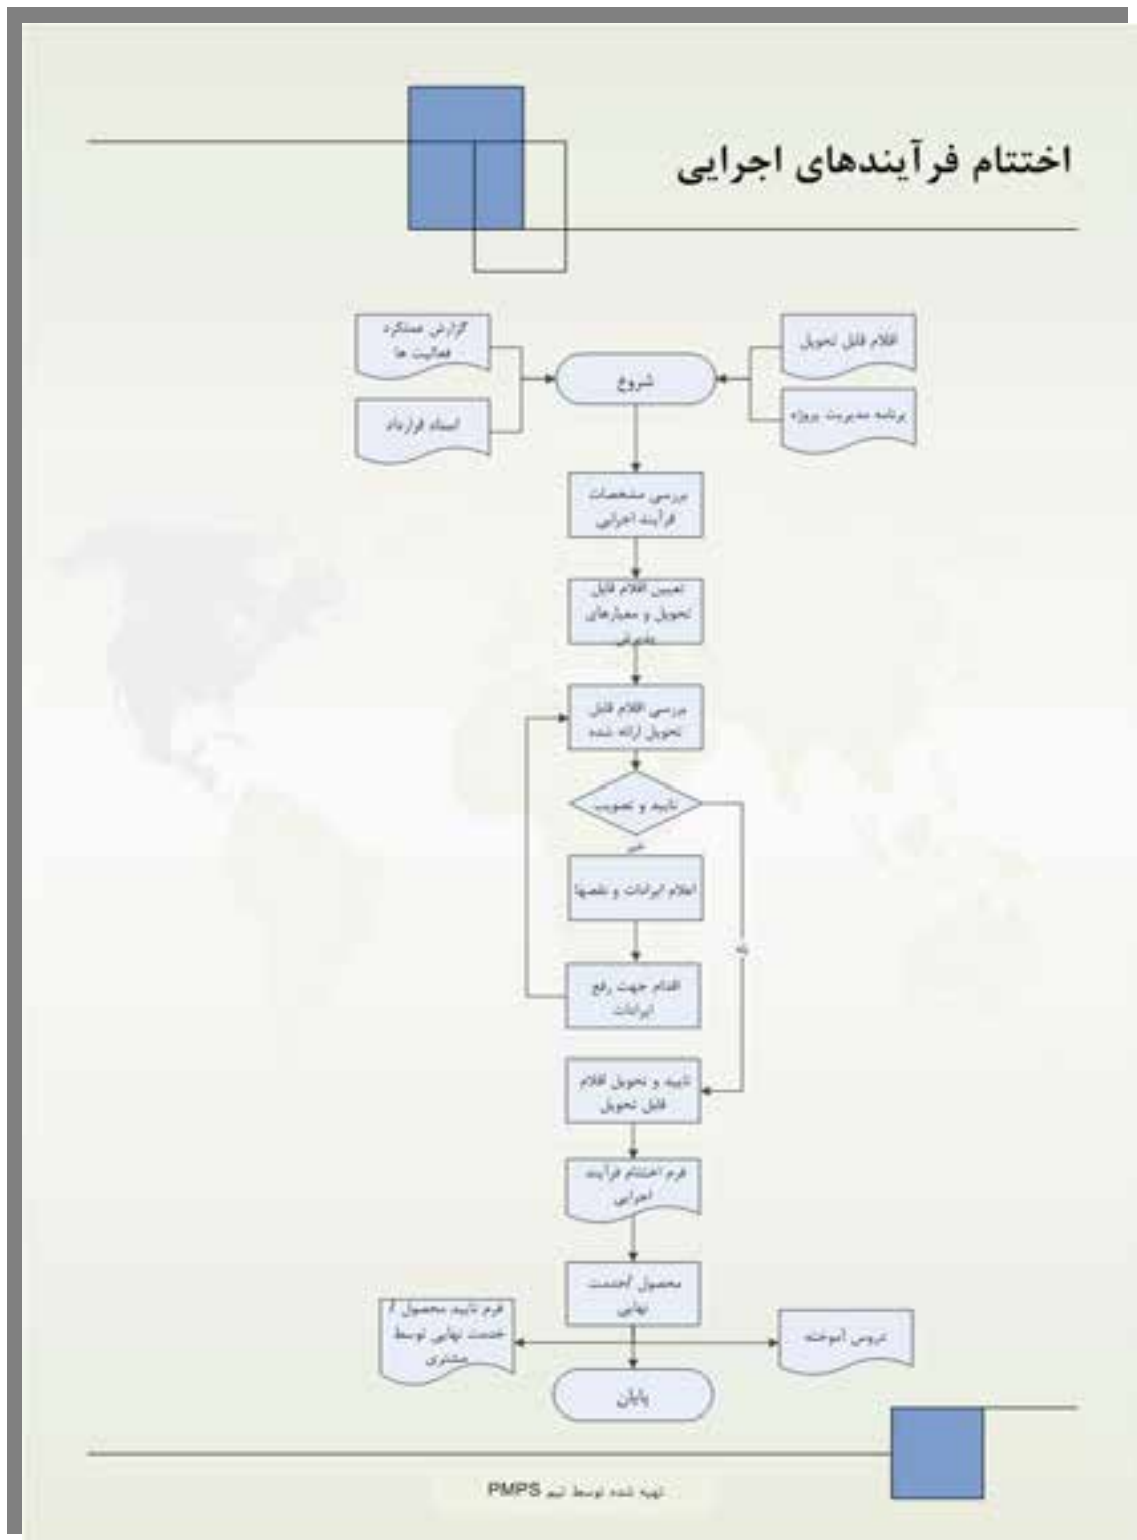 اختتام فرآیندهای اجرایی
اقلام قابل تحویل
برنامه مدیریت پروژه
گزارش عملکرد
فعالیت ها
اسناد قرارداد
شروع
بررسی مشخصات
فرآیند اجرایی
تعیین اقلام قابل
تحویل و معیارهای
پذیرش
بررسی اقلام قابل
تحویل ارائه شده
تایید و تصویب
خیر
بله
اعلام ایرادات و نقصها
اقدام جهت رفع
ایرادات
تایید و تحویل اقلام
قابل تحویل
فرم اختتام فرآیند
اجرایی
محصول /خدمت
نهایی
دروس آموخته
فرم تایید محصول /
خدمت نهایی توسط
مشتری
پایان
تهیه شده توسط تیم PMPS